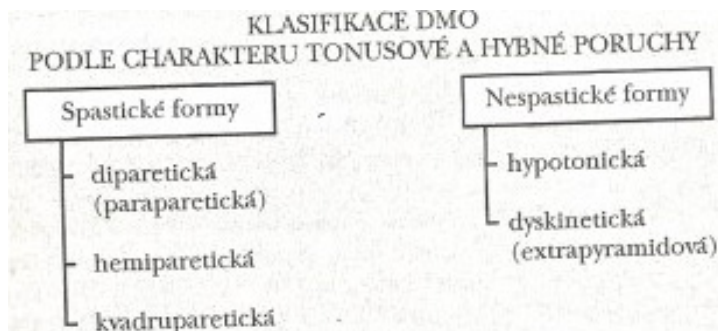 KLASIFIKACE DMO
PODLE CHARAKTERU TONUSOVÉ A HYBNÉ PORUCHY
Spastické formy
diparetická
(paraparetická)
hemiparetická
kvadruparetická
Nespastické formy
hypotonická
dyskinetická
(extrapyramidová)